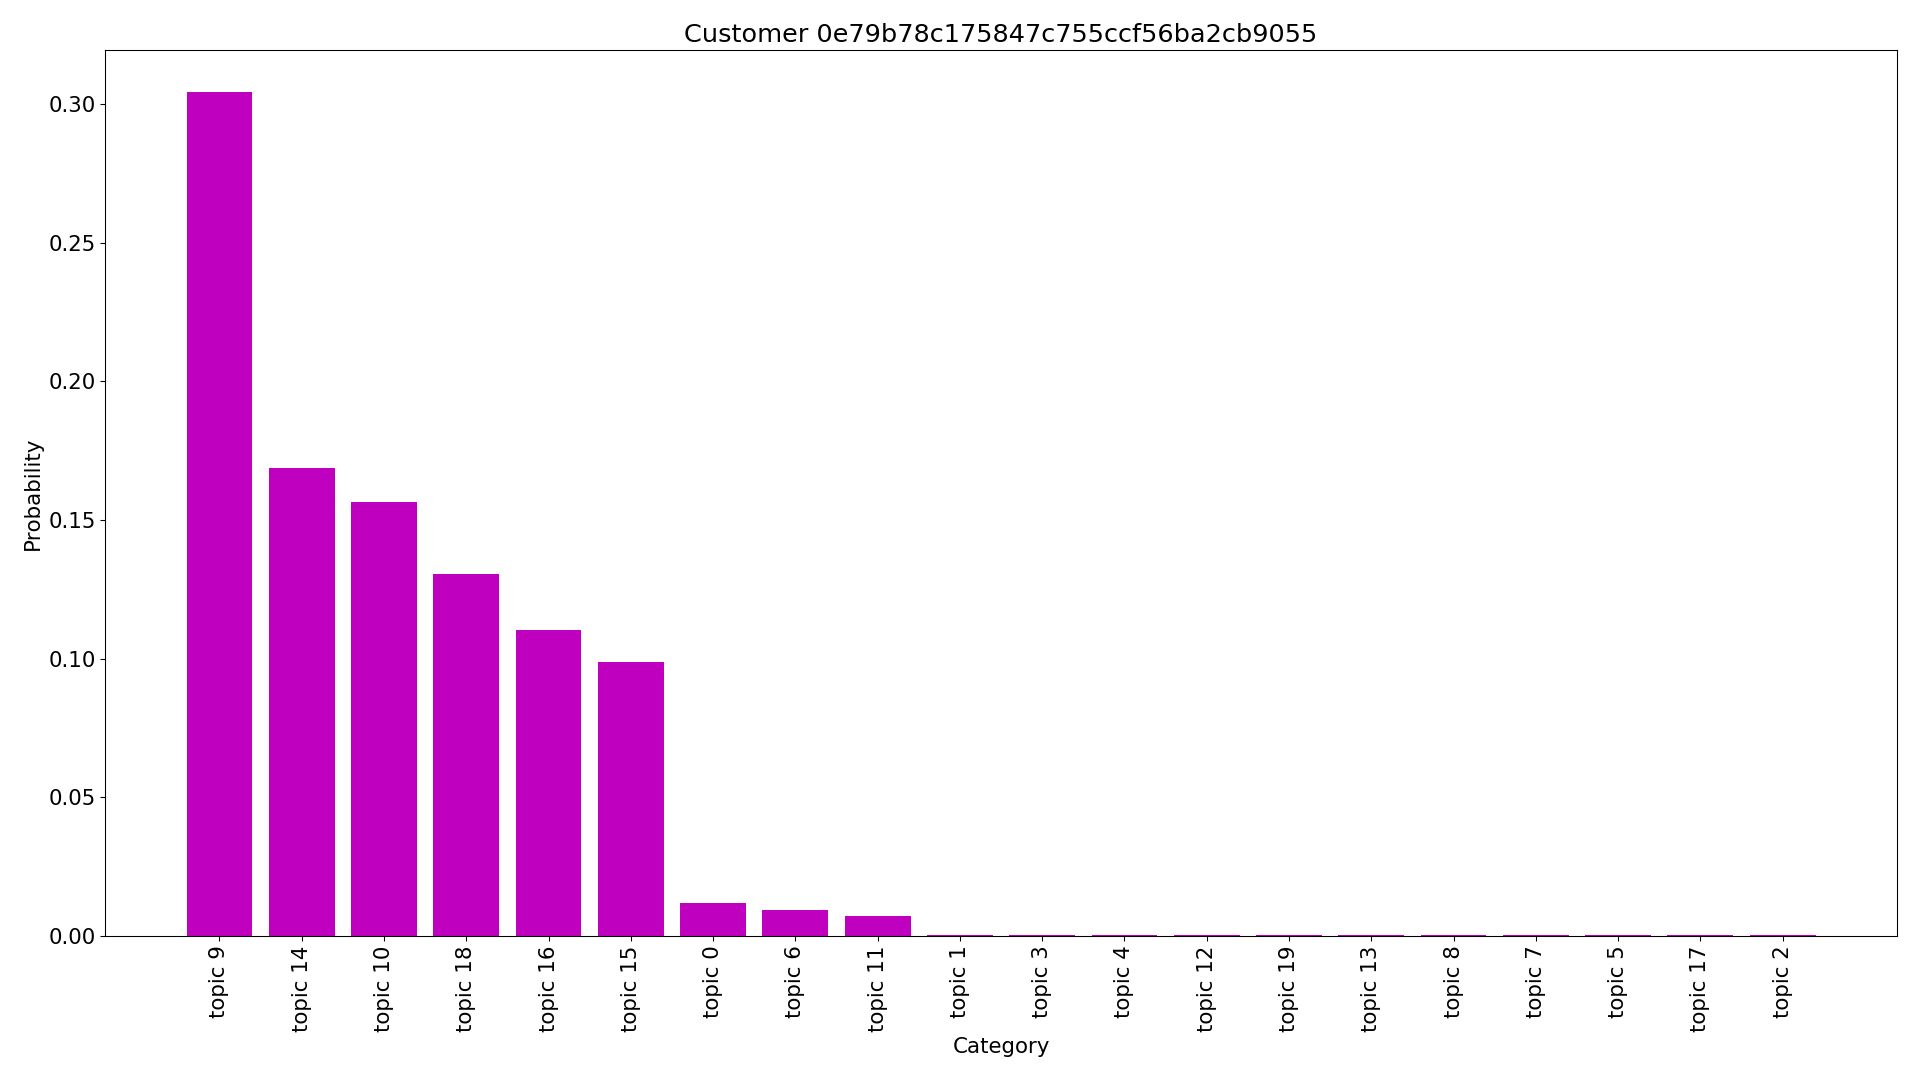 Customer 0e79b78c175847c755ccf56ba2cb9055
Probability
0.30
0.25
0.20
0.15
0.10
0.05
0.00
topic 9
topic 14
topic 10
topic 18
topic 16
topic 15
topic 0
topic 6
topic 11
topic 1
topic 3
topic 4
topic 12
topic 19
topic 13
topic 8
topic 7
topic 5
topic 17
topic 2
Category